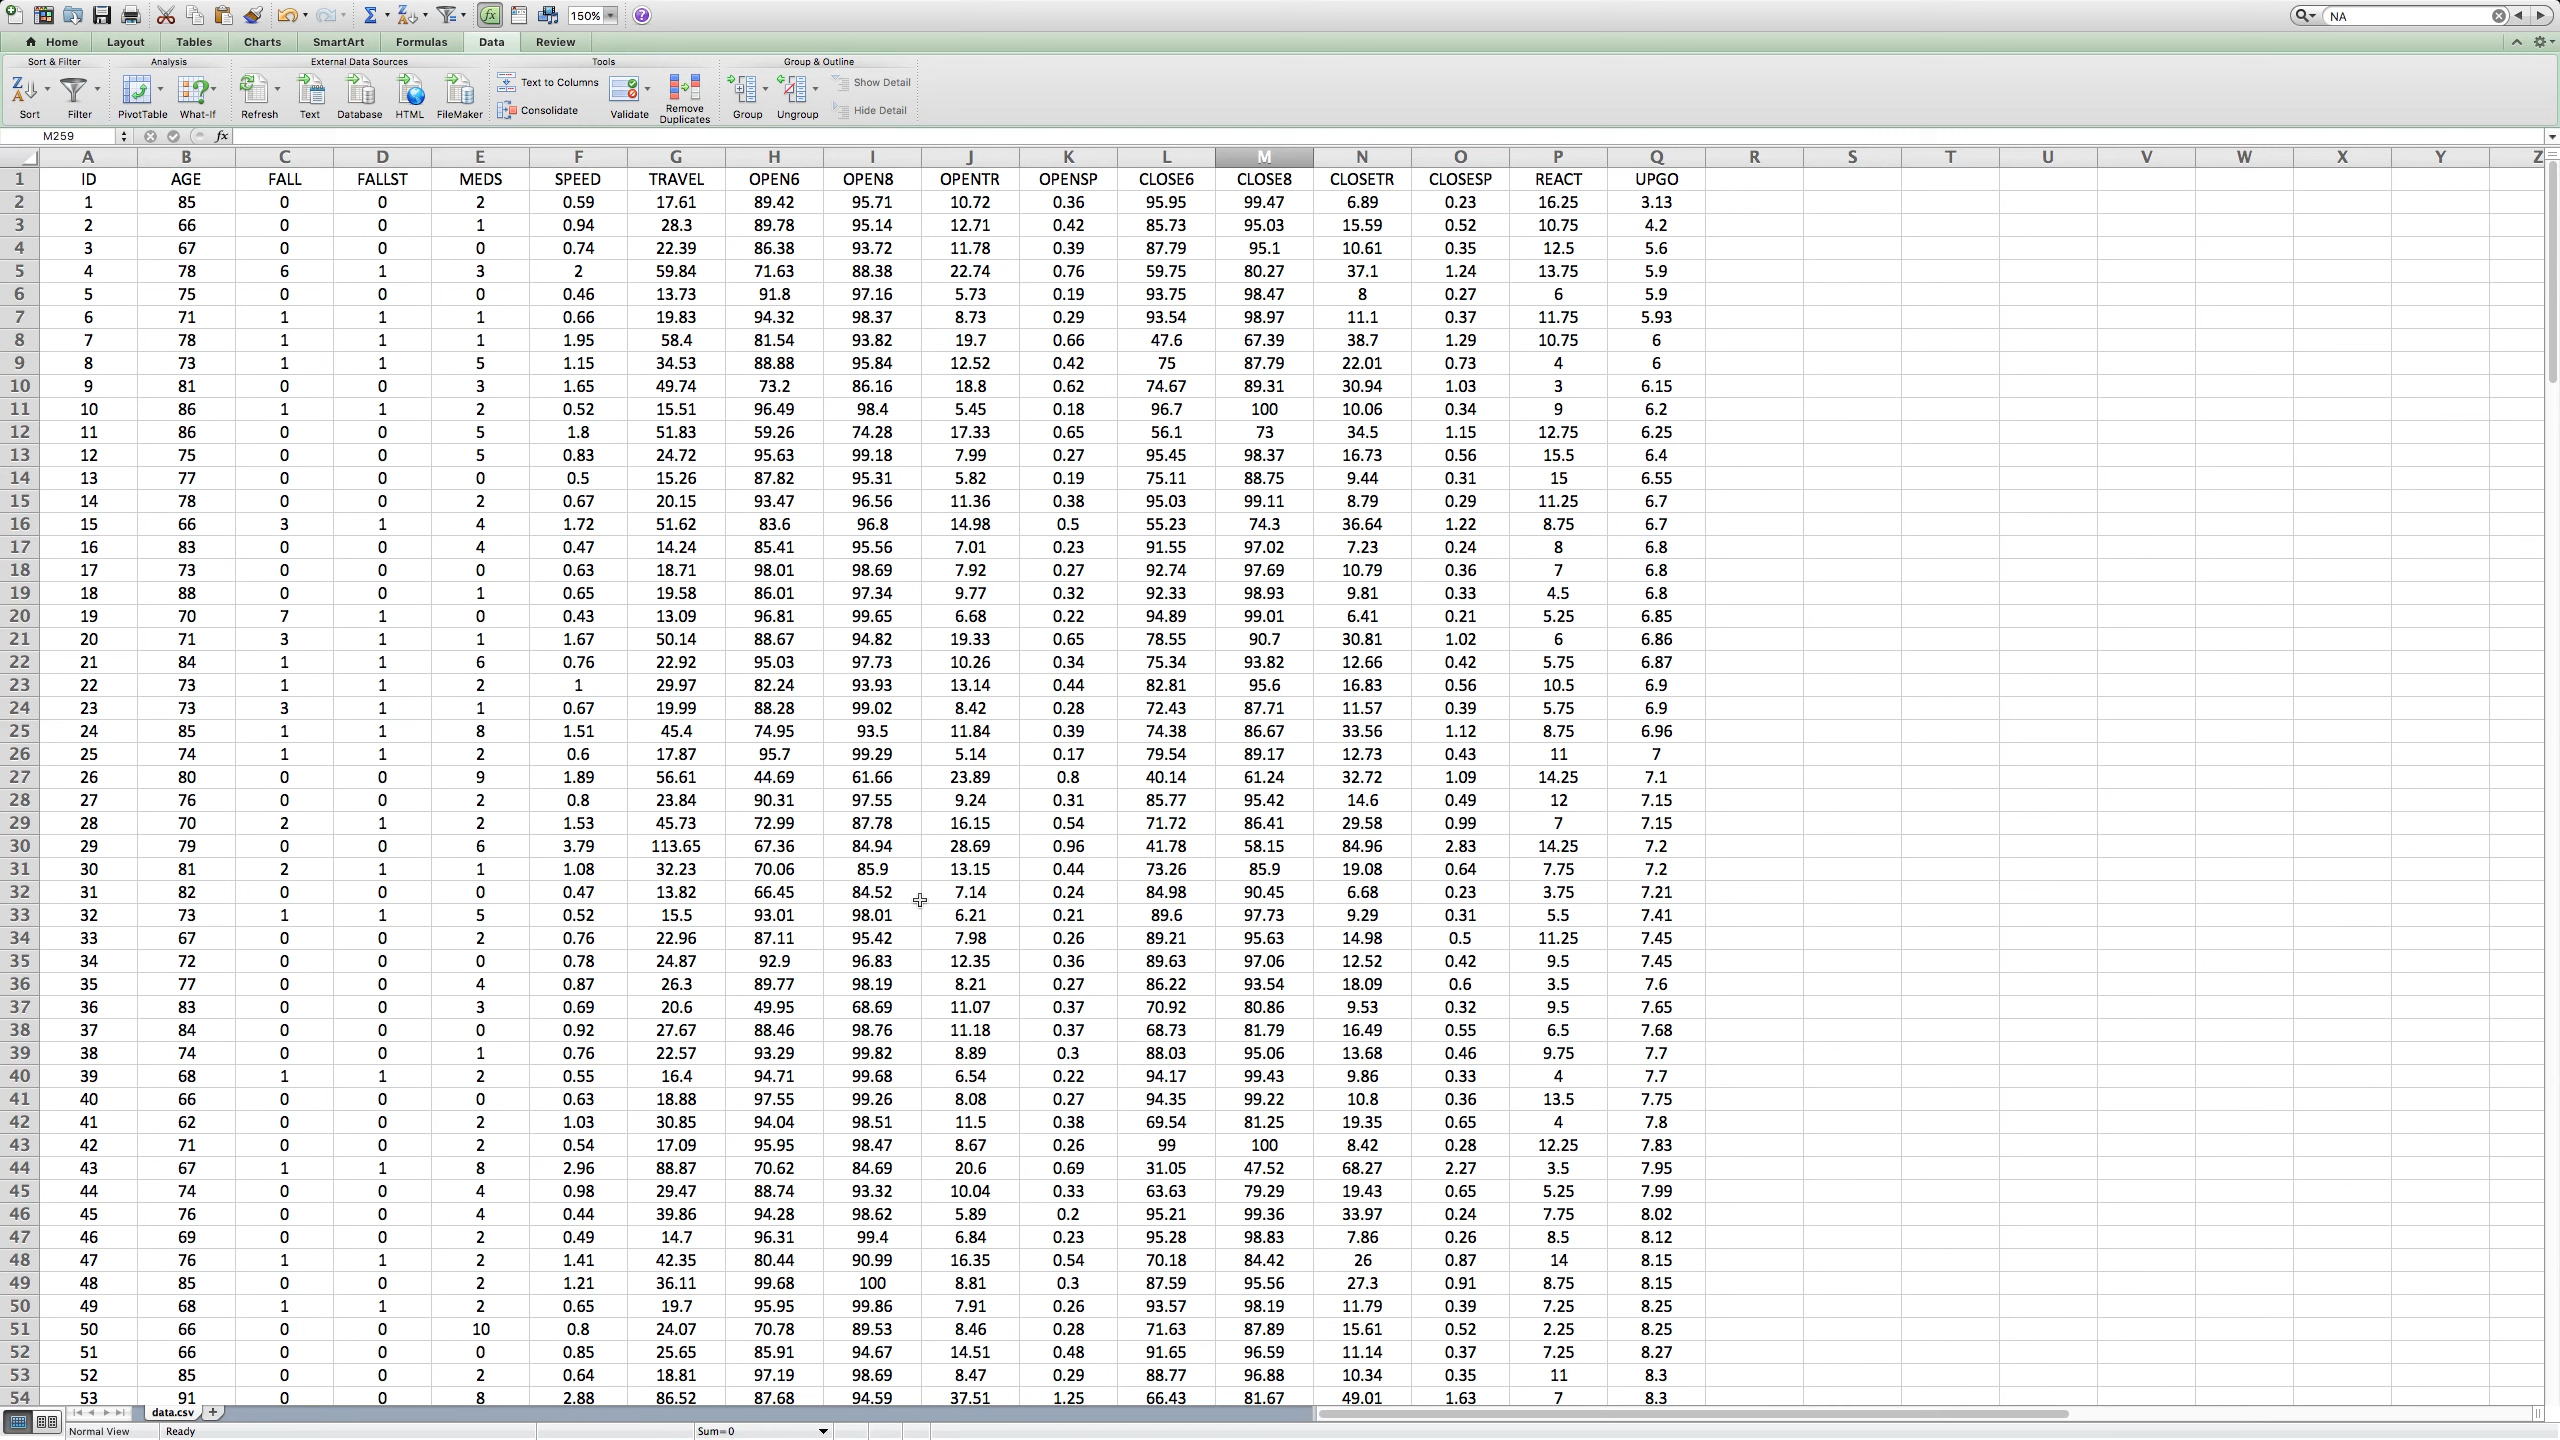 150%
NA
Home Layout Tables Charts SmartArt Formulas Data Review
Sort & Filter Analysis External Data Sources Tools Group & Outline
Text to Columns Show Detail
Consolidate Hide Detail
Sort Filter PivotTable What-If Refresh Text Database HTML FileMaker Validate Remove Duplicates Group Ungroup
M259 fx
A B C D E F G H I J K L M N O P Q R S T U V W X Y Z
1 ID AGE FALL FALLST MEDS SPEED TRAVEL OPEN6 OPEN8 OPENTR OPENSP CLOSE6 CLOSE8 CLOSETR CLOSESP REACT UPGO
2 1 85 0 0 2 0.59 17.61 89.42 95.71 10.72 0.36 95.95 99.47 6.89 0.23 16.25 3.13
3 2 66 0 0 1 0.94 28.3 89.78 95.14 12.71 0.42 85.73 95.03 15.59 0.52 10.75 4.2
4 3 67 0 0 0 0.74 22.39 86.38 93.72 11.78 0.39 87.79 95.1 10.61 0.35 12.5 5.6
5 4 78 6 1 3 2 59.84 71.63 88.38 22.74 0.76 59.75 80.27 37.1 1.24 13.75 5.9
6 5 75 0 0 0 0.46 13.73 91.8 97.16 5.73 0.19 93.75 98.47 8 0.27 6 5.9
7 6 71 1 1 1 0.66 19.83 94.32 98.37 8.73 0.29 93.54 98.97 11.1 0.37 11.75 5.93
8 7 78 1 1 1 1.95 58.4 81.54 93.82 19.7 0.66 47.6 67.39 38.7 1.29 10.75 6
9 8 73 1 1 5 1.15 34.53 88.88 95.84 12.52 0.42 75 87.79 22.01 0.73 4 6
10 9 81 0 0 3 1.65 49.74 73.2 86.16 18.8 0.62 74.67 89.31 30.94 1.03 3 6.15
11 10 86 1 1 2 0.52 15.51 96.49 98.4 5.45 0.18 96.7 100 10.06 0.34 9 6.2
12 11 86 0 0 5 1.8 51.83 59.26 74.28 17.33 0.65 56.1 73 34.5 1.15 12.75 6.25
13 12 75 0 0 5 0.83 24.72 95.63 99.18 7.99 0.27 95.45 98.37 16.73 0.56 15.5 6.4
14 13 77 0 0 0 0.5 15.26 87.82 95.31 5.82 0.19 75.11 88.75 9.44 0.31 15 6.55
15 14 78 0 0 2 0.67 20.15 93.47 96.56 11.36 0.38 95.03 99.11 8.79 0.29 11.25 6.7
16 15 66 3 1 4 1.72 51.62 83.6 96.8 14.98 0.5 55.23 74.3 36.64 1.22 8.75 6.7
17 16 83 0 0 4 0.47 14.24 85.41 95.56 7.01 0.23 91.55 97.02 7.23 0.24 8 6.8
18 17 73 0 0 0 0.63 18.71 98.01 98.69 7.92 0.27 92.74 97.69 10.79 0.36 7 6.8
19 18 88 0 0 1 0.65 19.58 86.01 97.34 9.77 0.32 92.33 98.93 9.81 0.33 4.5 6.8
20 19 70 7 1 0 0.43 13.09 96.81 99.65 6.68 0.22 94.89 99.01 6.41 0.21 5.25 6.85
21 20 71 3 1 1 1.67 50.14 88.67 94.82 19.33 0.65 78.55 90.7 30.81 1.02 6 6.86
22 21 84 1 1 6 0.76 22.92 95.03 97.73 10.26 0.34 75.34 93.82 12.66 0.42 5.75 6.87
23 22 73 1 1 2 1 29.97 82.24 93.93 13.14 0.44 82.81 95.6 16.83 0.56 10.5 6.9
24 23 73 3 1 1 0.67 19.99 88.28 99.02 8.42 0.28 72.43 87.71 11.57 0.39 5.75 6.9
25 24 85 1 1 8 1.51 45.4 74.95 93.5 11.84 0.39 74.38 86.67 33.56 1.12 8.75 6.96
26 25 74 1 1 2 0.6 17.87 95.7 99.29 5.14 0.17 79.54 89.17 12.73 0.43 11 7
27 26 80 0 0 9 1.89 56.61 44.69 61.66 23.89 0.8 40.14 61.24 32.72 1.09 14.25 7.1
28 27 76 0 0 2 0.8 23.84 90.31 97.55 9.24 0.31 85.77 95.42 14.6 0.49 12 7.15
29 28 70 2 1 2 1.53 45.73 72.99 87.78 16.15 0.54 71.72 86.41 29.58 0.99 7 7.15
30 29 79 0 0 6 3.79 113.65 67.36 84.94 28.69 0.96 41.78 58.15 84.96 2.83 14.25 7.2
31 30 81 2 1 1 1.08 32.23 70.06 85.9 13.15 0.44 73.26 85.9 19.08 0.64 7.75 7.2
32 31 82 0 0 0 0.47 13.82 66.45 84.52 7.14 0.24 84.98 90.45 6.68 0.23 3.75 7.21
33 32 73 1 1 5 0.52 15.5 93.01 98.01 6.21 0.21 89.6 97.73 9.29 0.31 5.5 7.41
34 33 67 0 0 2 0.76 22.96 87.11 95.42 7.98 0.26 89.21 95.63 14.98 0.5 11.25 7.45
35 34 72 0 0 0 0.78 24.87 92.9 96.83 12.35 0.36 89.63 97.06 12.52 0.42 9.5 7.45
36 35 77 0 0 4 0.87 26.3 89.77 98.19 8.21 0.27 86.22 93.54 18.09 0.6 3.5 7.6
37 36 83 0 0 3 0.69 20.6 49.95 68.69 11.07 0.37 70.92 80.86 9.53 0.32 9.5 7.65
38 37 84 0 0 0 0.92 27.67 88.46 98.76 11.18 0.37 68.73 81.79 16.49 0.55 6.5 7.68
39 38 74 0 0 1 0.76 22.57 93.29 99.82 8.89 0.3 88.03 95.06 13.68 0.46 9.75 7.7
40 39 68 1 1 2 0.55 16.4 94.71 99.68 6.54 0.22 94.17 99.43 9.86 0.33 4 7.7
41 40 66 0 0 0 0.63 18.88 97.55 99.26 8.08 0.27 94.35 99.22 10.8 0.36 13.5 7.75
42 41 62 0 0 2 1.03 30.85 94.04 98.51 11.5 0.38 69.54 81.25 19.35 0.65 4 7.8
43 42 71 0 0 2 0.54 17.09 95.95 98.47 8.67 0.26 99 100 8.42 0.28 12.25 7.83
44 43 67 1 1 8 2.96 88.87 70.62 84.69 20.6 0.69 31.05 47.52 68.27 2.27 3.5 7.95
45 44 74 0 0 4 0.98 29.47 88.74 93.32 10.04 0.33 63.63 79.29 19.43 0.65 5.25 7.99
46 45 76 0 0 4 0.44 39.86 94.28 98.62 5.89 0.2 95.21 99.36 33.97 0.24 7.75 8.02
47 46 69 0 0 2 0.49 14.7 96.31 99.4 6.84 0.23 95.28 98.83 7.86 0.26 8.5 8.12
48 47 76 1 1 2 1.41 42.35 80.44 90.99 16.35 0.54 70.18 84.42 26 0.87 14 8.15
49 48 85 0 0 2 1.21 36.11 99.68 100 8.81 0.3 87.59 95.56 27.3 0.91 8.75 8.15
50 49 68 1 1 2 0.65 19.7 95.95 99.86 7.91 0.26 93.57 98.19 11.79 0.39 7.25 8.25
51 50 66 0 0 10 0.8 24.07 70.78 89.53 8.46 0.28 71.63 87.89 15.61 0.52 2.25 8.25
52 51 66 0 0 0 0.85 25.65 85.91 94.67 14.51 0.48 91.65 96.59 11.14 0.37 7.25 8.27
53 52 85 0 0 2 0.64 18.81 97.19 98.69 8.47 0.29 88.77 96.88 10.34 0.35 11 8.3
54 53 91 0 0 8 2.88 86.52 87.68 94.59 37.51 1.25 66.43 81.67 49.01 1.63 7 8.3
data.csv
Normal View Ready Sum=0